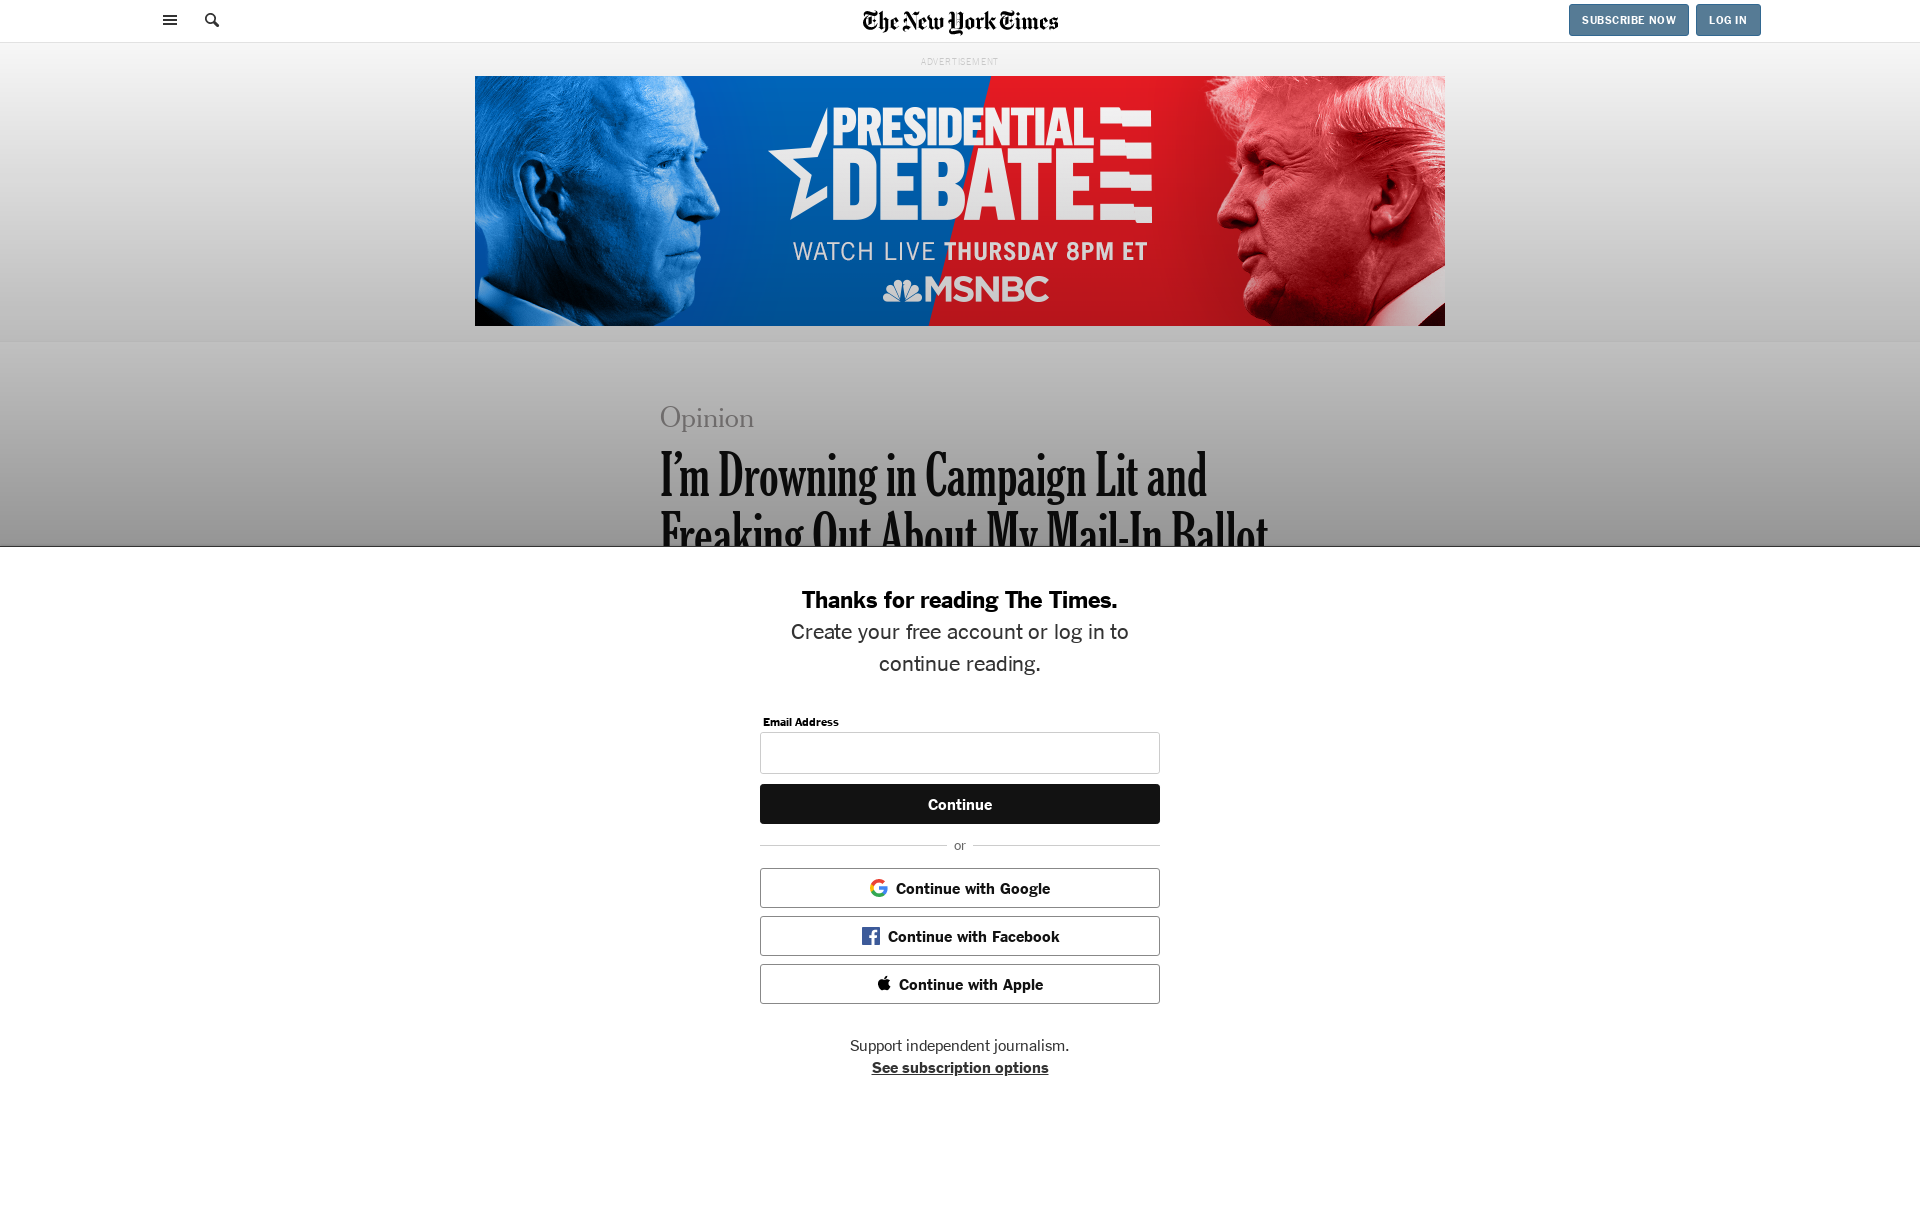 The New York Times
SUBSCRIBE NOW
LOG IN
ADVERTISEMENT
PRESIDENTIAL
DEBATE
WATCH LIVE THURSDAY 8PM ET
MSNBC
Opinion
I’m Drowning in Campaign Lit and
Freaking Out About My Mail-In Ballot
Thanks for reading The Times.
Create your free account or log in to
continue reading.
Email Address
Continue
or
Continue with Google
Continue with Facebook
Continue with Apple
Support independent journalism.
See subscription options